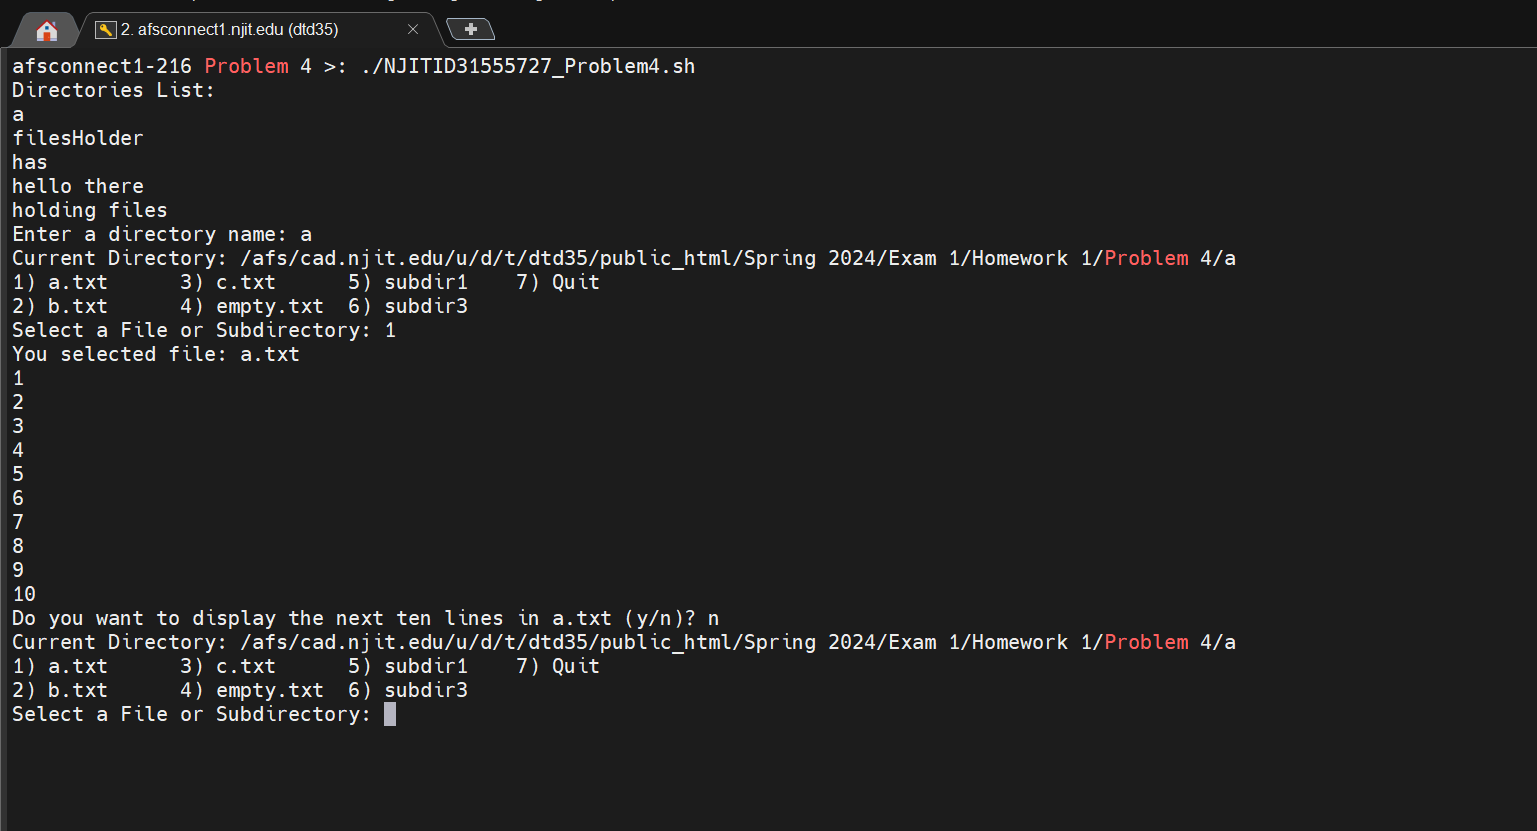 2. afsconnect1.njit.edu (dtd35)
afsconnect1-216 Problem 4 >: ./NJITID31555727_Problem4.sh
Directories List:
a
filesHolder
has
hello there
holding files
Enter a directory name: a
Current Directory: /afs/cad.njit.edu/u/d/t/dtd35/public_html/Spring 2024/Exam 1/Homework 1/Problem 4/a
1) a.txt      3) c.txt      5) subdir1    7) Quit
2) b.txt      4) empty.txt  6) subdir3
Select a File or Subdirectory: 1
You selected file: a.txt
1
2
3
4
5
6
7
8
9
10
Do you want to display the next ten lines in a.txt (y/n)? n
Current Directory: /afs/cad.njit.edu/u/d/t/dtd35/public_html/Spring 2024/Exam 1/Homework 1/Problem 4/a
1) a.txt      3) c.txt      5) subdir1    7) Quit
2) b.txt      4) empty.txt  6) subdir3
Select a File or Subdirectory: